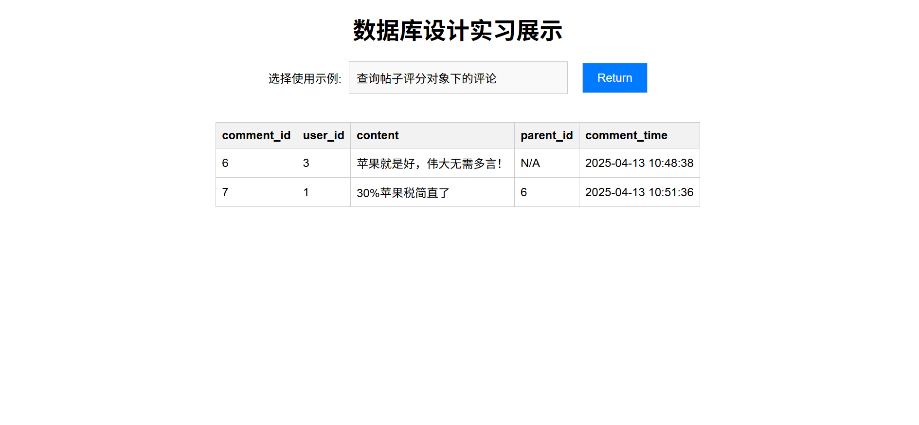 数据库设计实习展示
选择使用示例: 查询帖子评分对象下的评论 Return
comment_id user_id content parent_id comment_time
6 3 苹果就是好，伟大无需多言！ N/A 2025-04-13 10:48:38
7 1 30%苹果税简直了 6 2025-04-13 10:51:36